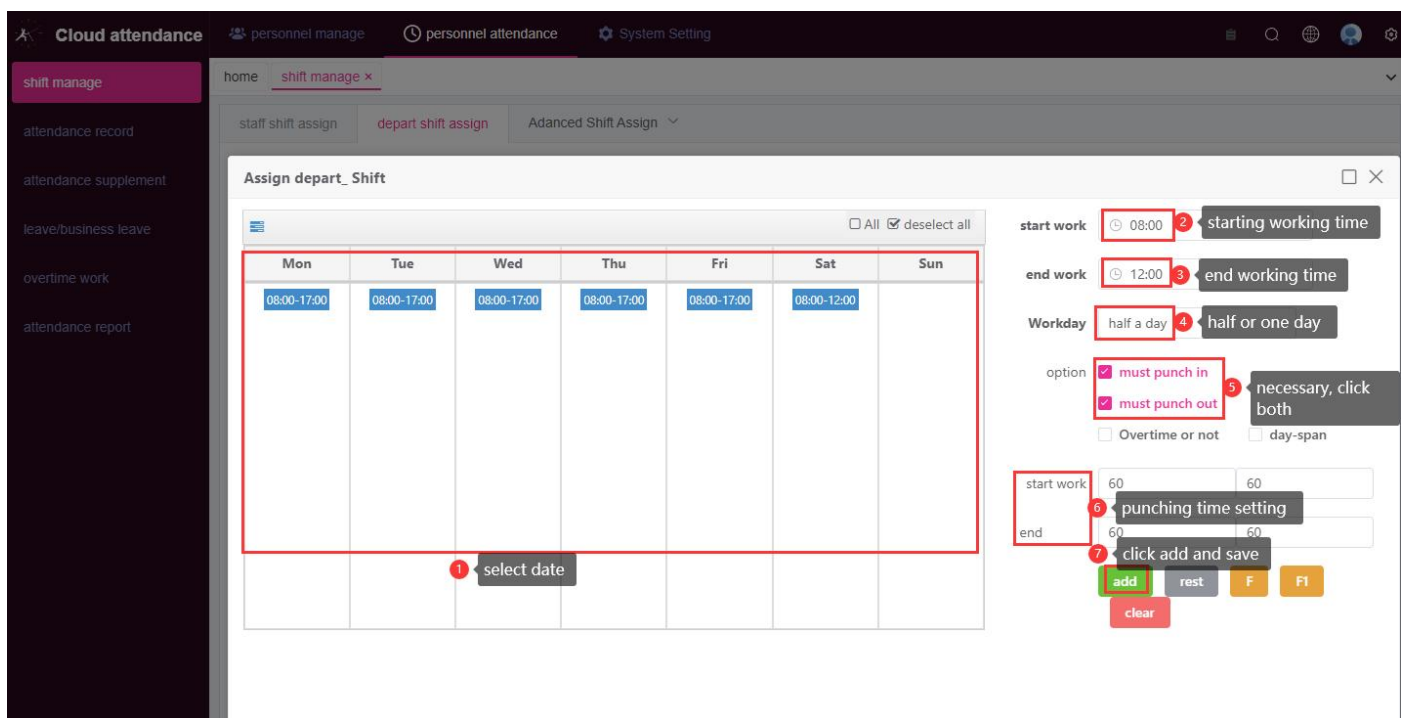 Cloud attendance personnel manage personnel attendance System Setting
shift manage
attendance record
attendance supplement
leave/business leave
overtime work
attendance report
home shift manage ×
staff shift assign depart shift assign Adanced Shift Assign
Assign depart_ Shift
All deselect all
Mon Tue Wed Thu Fri Sat Sun
08:00-17:00 08:00-17:00 08:00-17:00 08:00-17:00 08:00-17:00 08:00-12:00
1 select date
start work 08:00 2 starting working time
end work 12:00 3 end working time
Workday half a day 4 half or one day
option must punch in
must punch out
5 necessary, click
both
Overtime or not day-span
start work 60 60
6 punching time setting
end 60 60
7 click add and save
add rest F F1
clear